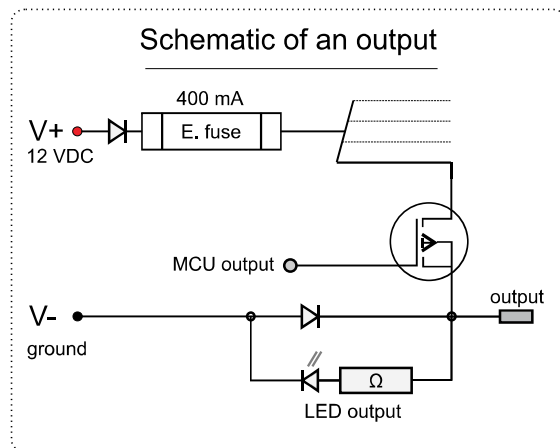 Schematic of an output
400 mA
V+
E. fuse
12 VDC
MCU output
output
V-
ground
Ω
LED output